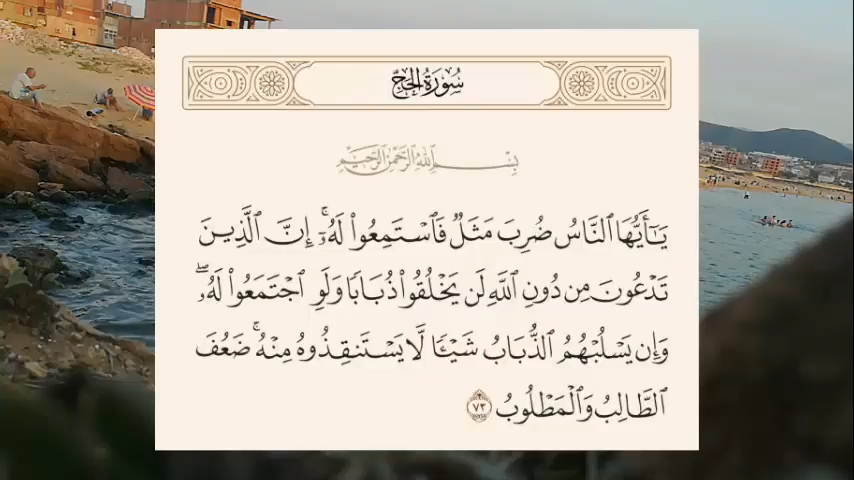 سُورَةُ الحَجِّ
بِسْمِ ٱللَّهِ ٱلرَّحْمَٰنِ ٱلرَّحِيمِ
يَـٰٓأَيُّهَا ٱلنَّاسُ ضُرِبَ مَثَلٌ فَٱسْتَمِعُوا۟ لَهُۥٓ ۚ إِنَّ ٱلَّذِينَ
تَدْعُونَ مِن دُونِ ٱللَّهِ لَن يَخْلُقُوا۟ ذُبَابًا وَلَوِ ٱجْتَمَعُوا۟ لَهُۥ ۖ
وَإِن يَسْلُبْهُمُ ٱلذُّبَابُ شَيْـًٔا لَّا يَسْتَنقِذُوهُ مِنْهُ ۚ ضَعُفَ
ٱلطَّالِبُ وَٱلْمَطْلُوبُ ٧٣